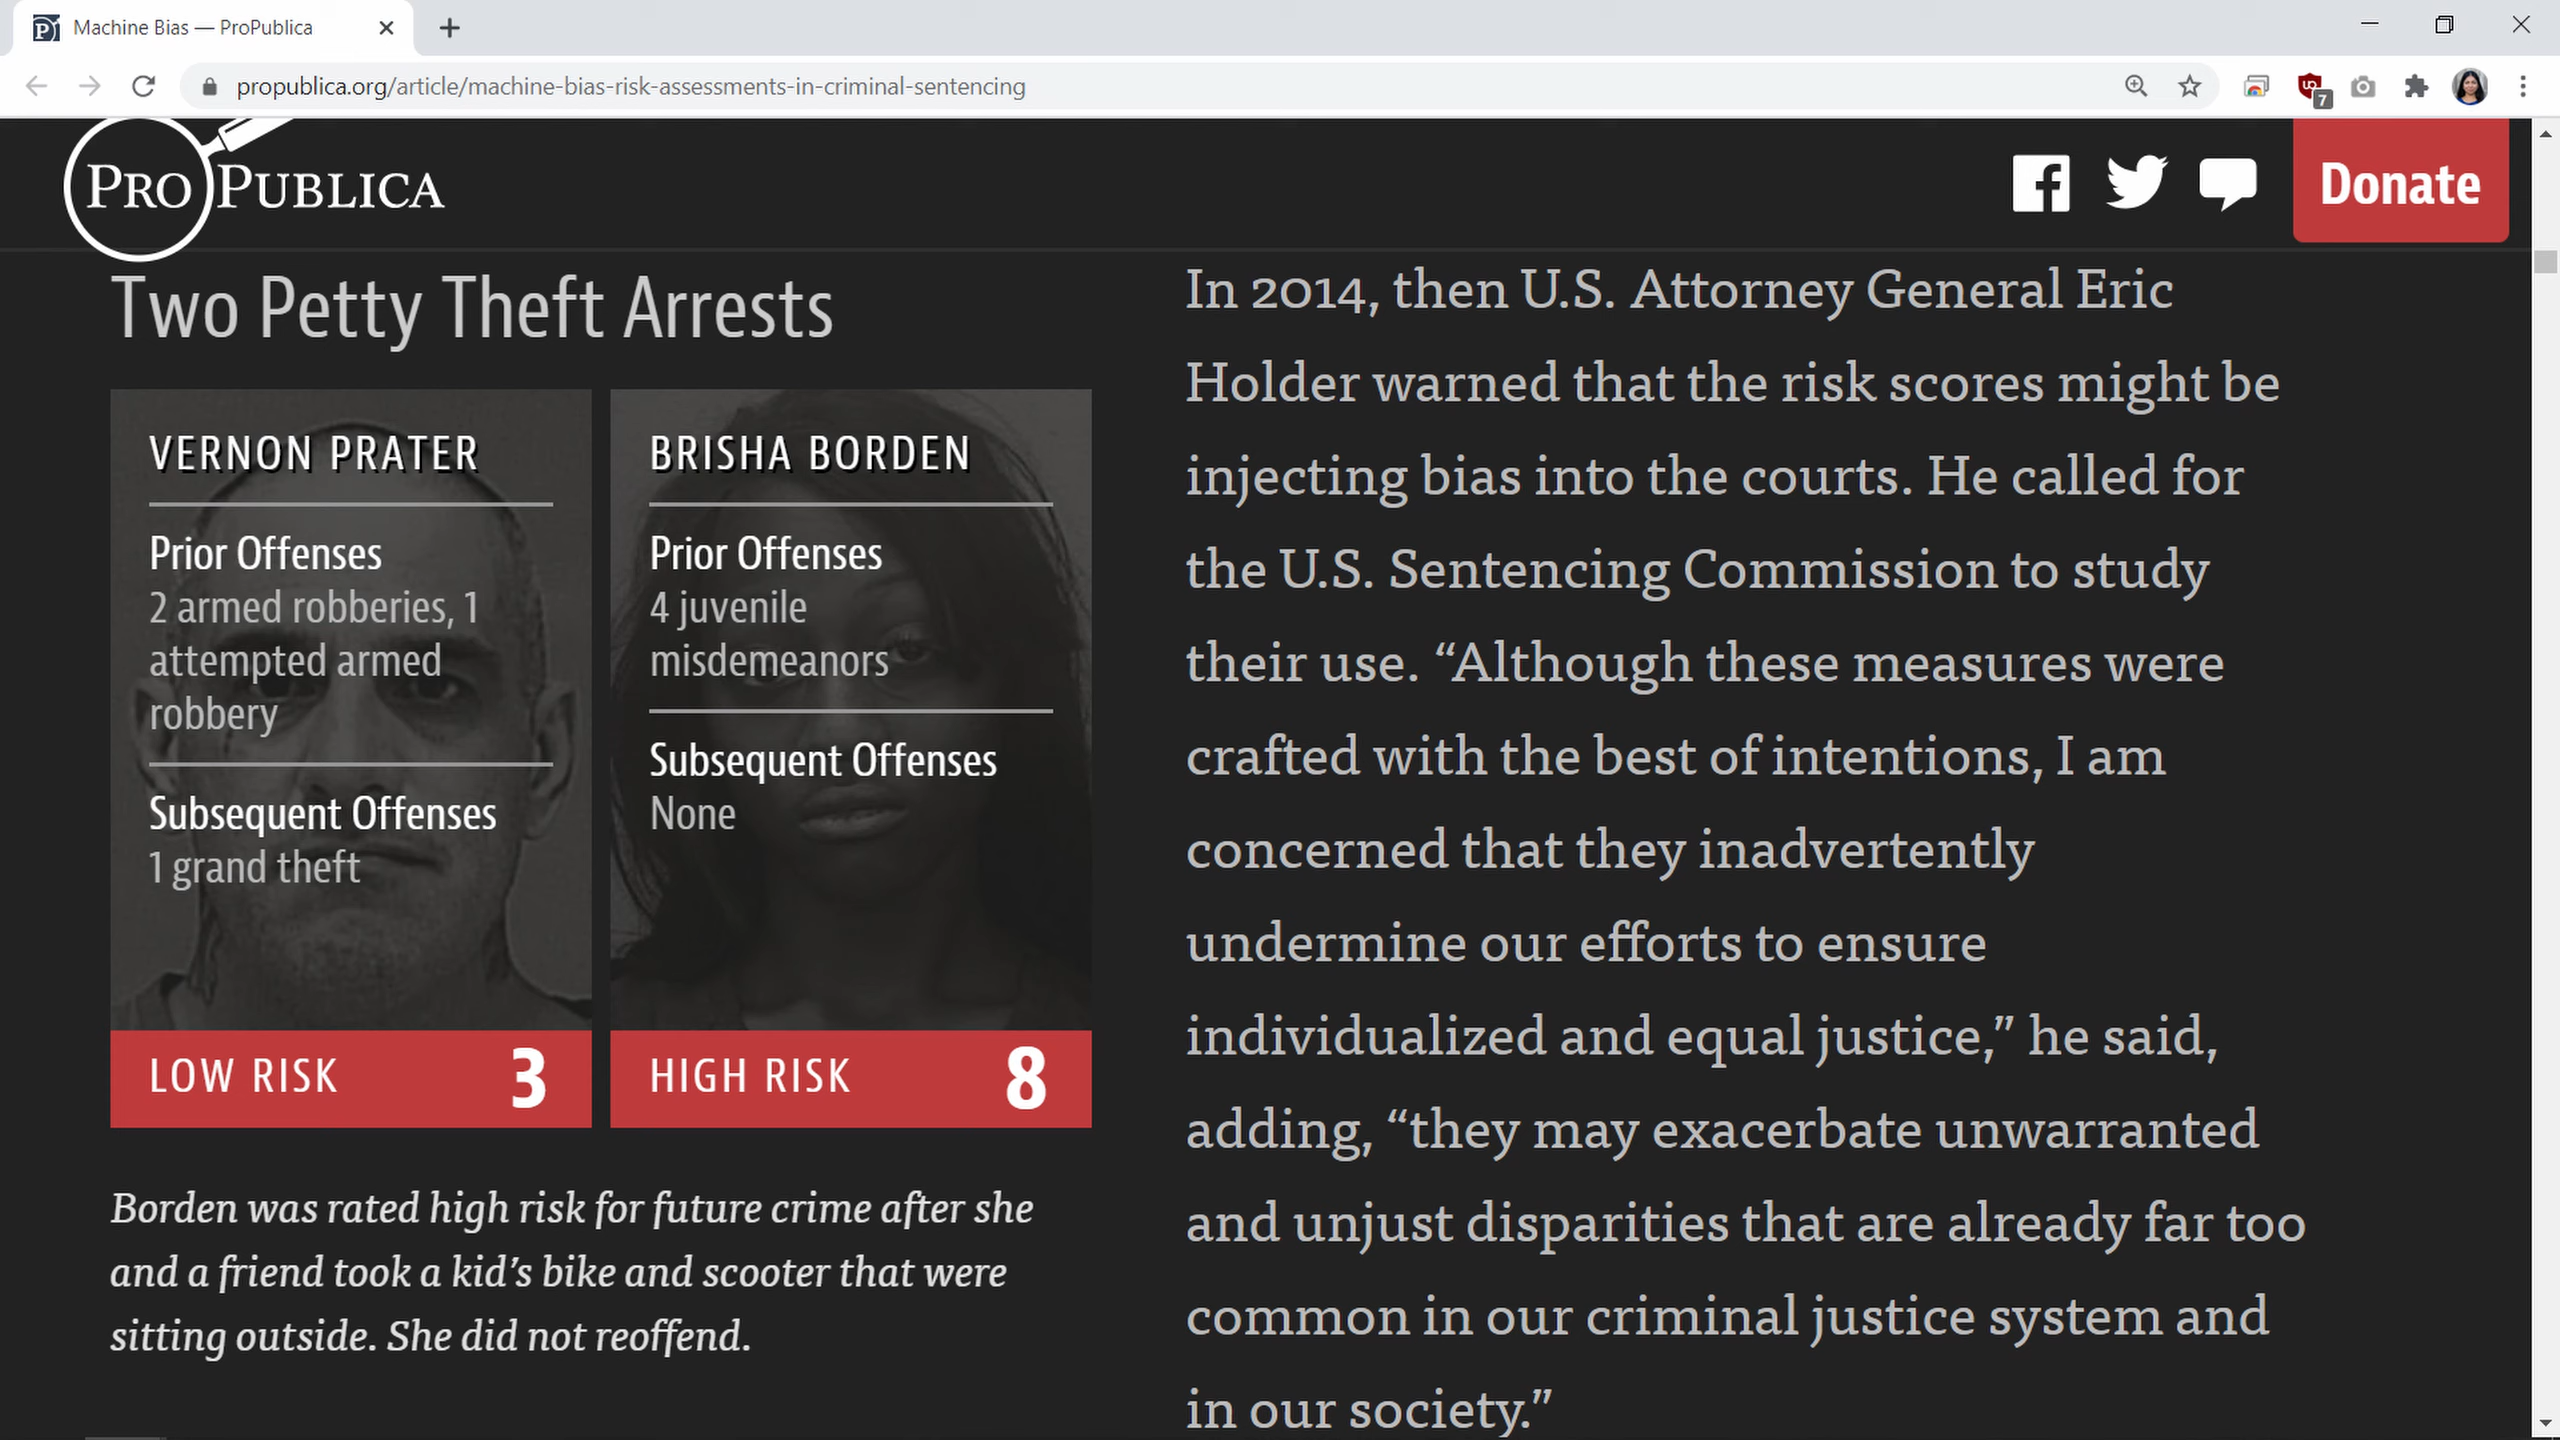 Machine Bias — ProPublica
propublica.org/article/machine-bias-risk-assessments-in-criminal-sentencing
7
PROPUBLICA
Donate
Two Petty Theft Arrests
VERNON PRATER
Prior Offenses
2 armed robberies, 1
attempted armed
robbery
Subsequent Offenses
1 grand theft
LOW RISK 3
BRISHA BORDEN
Prior Offenses
4 juvenile
misdemeanors
Subsequent Offenses
None
HIGH RISK 8
Borden was rated high risk for future crime after she
and a friend took a kid’s bike and scooter that were
sitting outside. She did not reoffend.
In 2014, then U.S. Attorney General Eric
Holder warned that the risk scores might be
injecting bias into the courts. He called for
the U.S. Sentencing Commission to study
their use. “Although these measures were
crafted with the best of intentions, I am
concerned that they inadvertently
undermine our efforts to ensure
individualized and equal justice,” he said,
adding, “they may exacerbate unwarranted
and unjust disparities that are already far too
common in our criminal justice system and
in our society.”